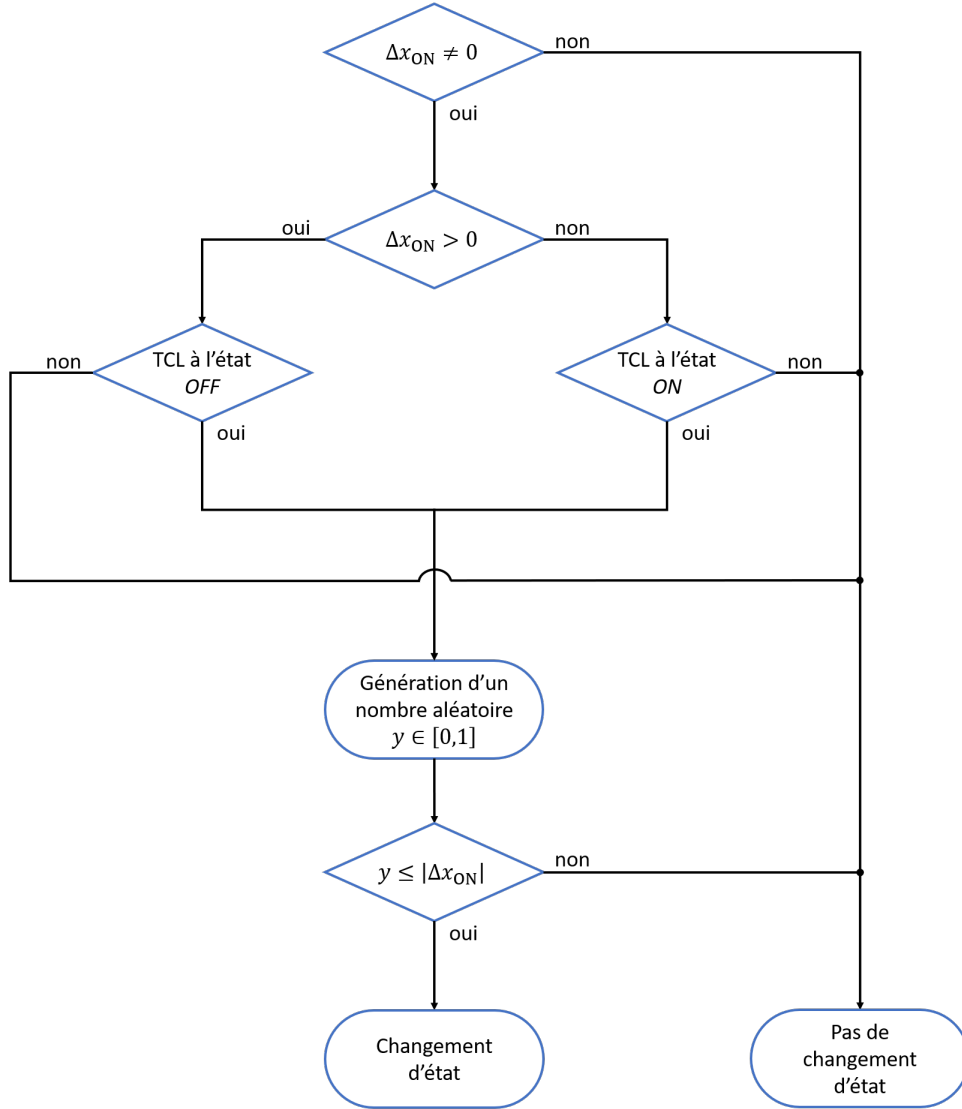 Δx_ON ≠ 0
non
oui
oui
Δx_ON > 0
non
non
TCL à l'état
OFF
oui
TCL à l'état
ON
non
oui
Génération d'un
nombre aléatoire
y ∈ [0,1]
y ≤ |Δx_ON|
non
oui
Changement
d'état
Pas de
changement
d'état